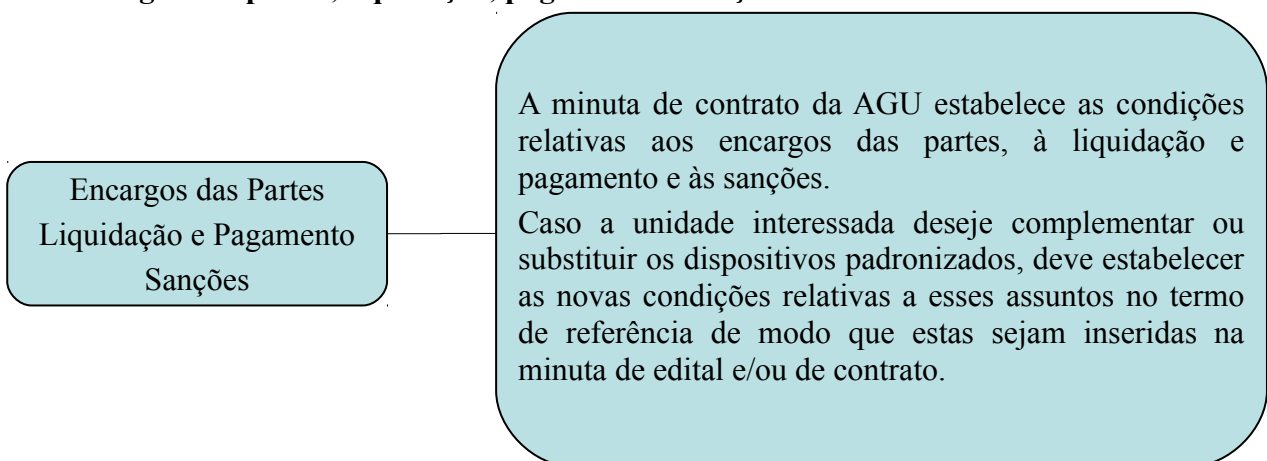 Encargos das Partes
Liquidação e Pagamento
Sanções
A minuta de contrato da AGU estabelece as condições
relativas aos encargos das partes, à liquidação e
pagamento e às sanções.
Caso a unidade interessada deseje complementar ou
substituir os dispositivos padronizados, deve estabelecer
as novas condições relativas a esses assuntos no termo
de referência de modo que estas sejam inseridas na
minuta de edital e/ou de contrato.